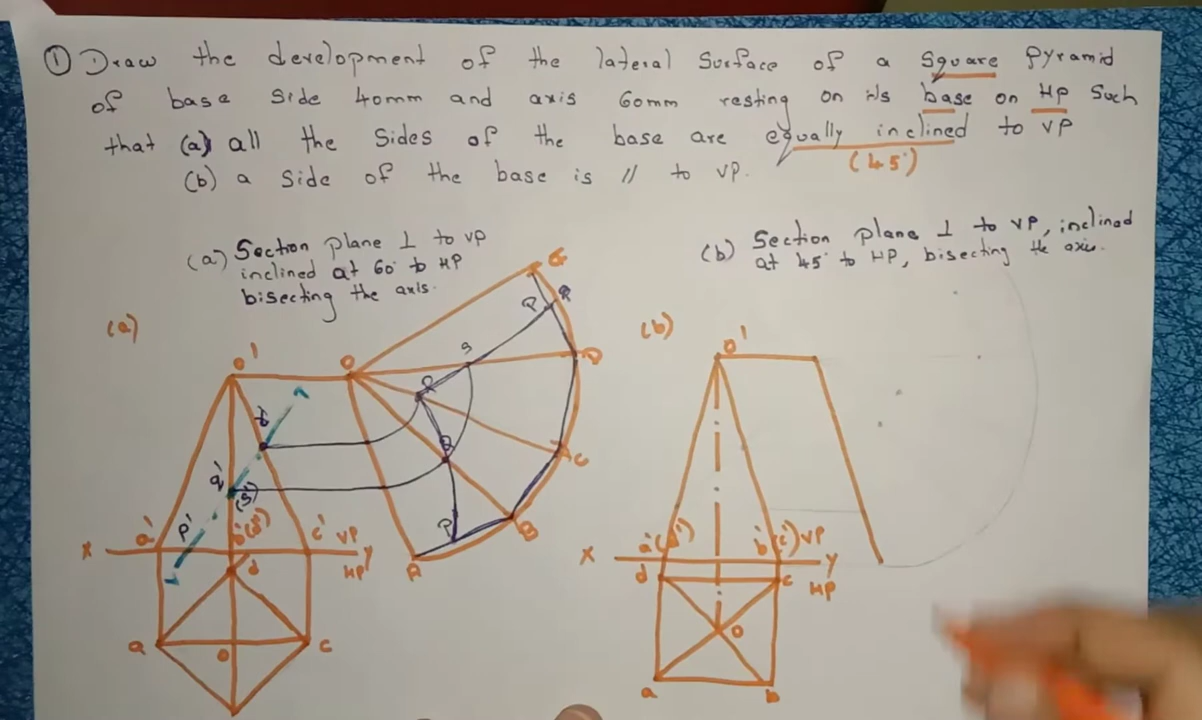 ① Draw the development of the lateral Surface of a Square Pyramid
of base Side 40mm and axis 60mm resting on its base on HP Such
that (a) all the Sides of the base are equally inclined to VP
(45°)
(b) a Side of the base is // to VP.
(a) Section plane ⊥ to VP
inclined at 60° to HP
bisecting the axis.
(b) Section plane ⊥ to VP, inclined
at 45° to HP, bisecting the axis.
(a)
(b)
o'
O
P
R
S
D
R
q'
(s')
B
C
P
B
A
p'
a'
b'(d')
c'
VP
X
Y
HP
d
a
o
c
o'
X
b'(c')
VP
Y
HP
d
c
o
a
b